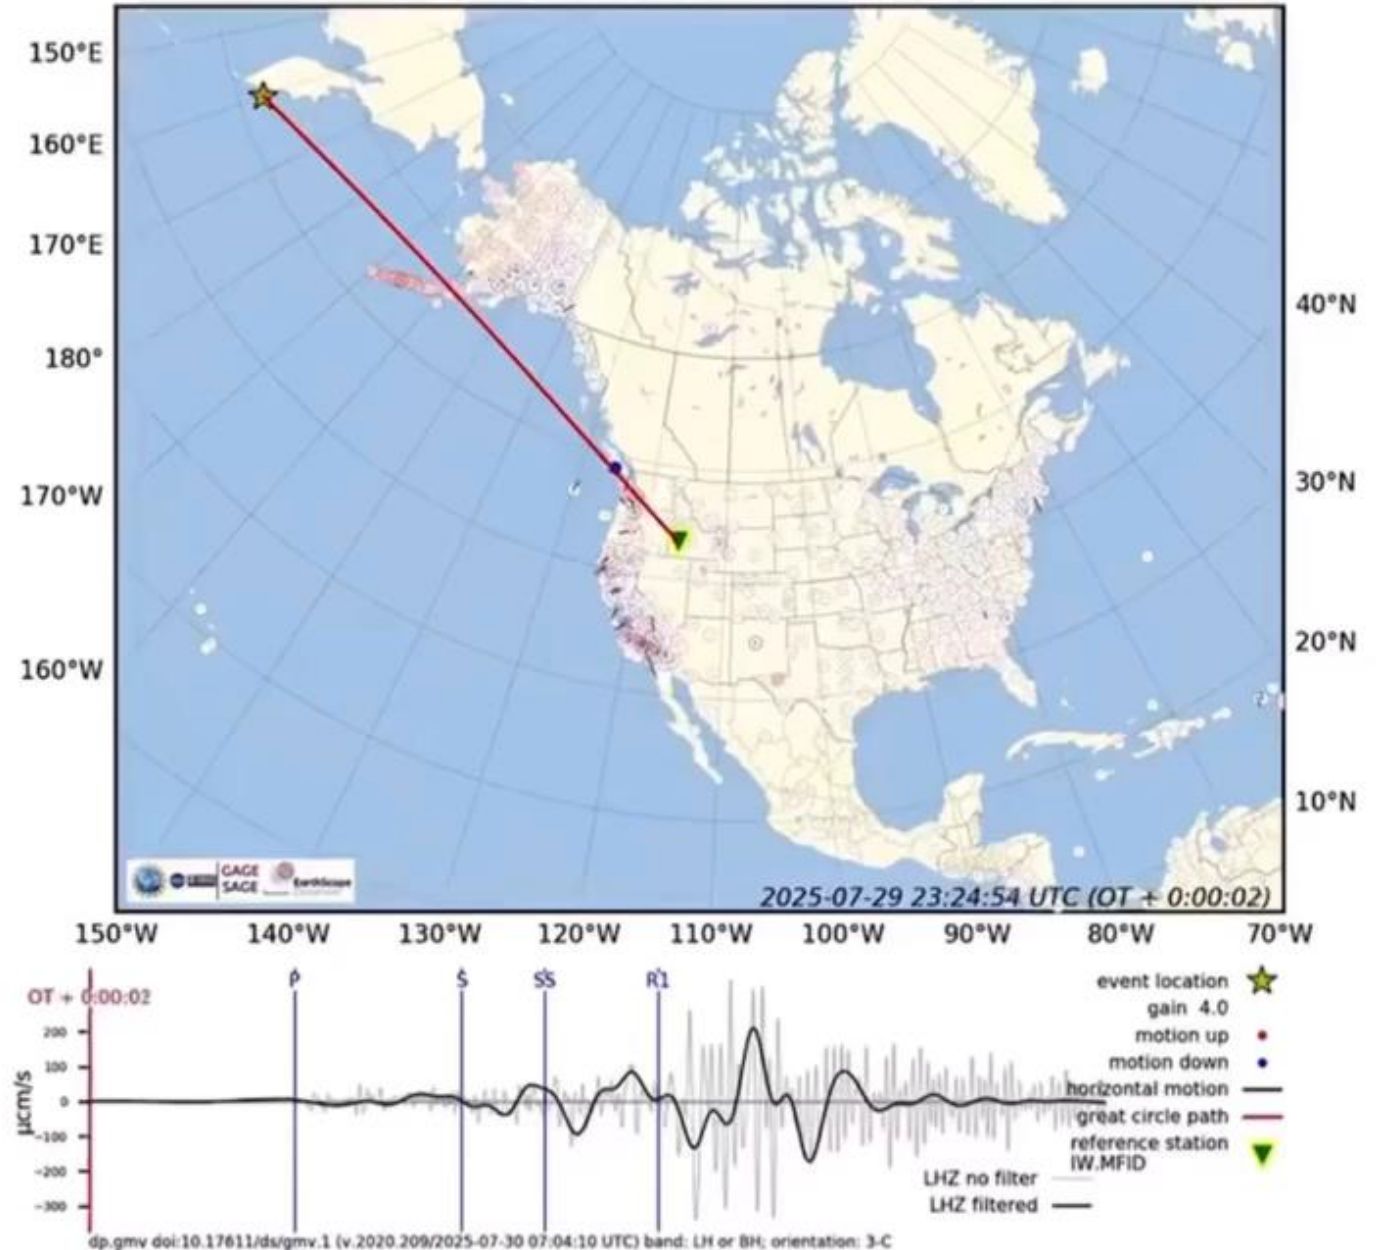 150°E
160°E
170°E
180°
170°W
160°W
40°N
30°N
20°N
10°N
GAGE
SAGE
EarthScope
2025-07-29 23:24:54 UTC (OT + 0:00:02)
150°W 140°W 130°W 120°W 110°W 100°W 90°W 80°W 70°W
OT + 0:00:02
P S SS R1
μcm/s
200
100
0
−100
−200
−300
event location
gain 4.0
motion up
motion down
horizontal motion
great circle path
reference station
IW.MFID
LHZ no filter
LHZ filtered
dp.gmv doi:10.17611/ds/gmv.1 (v.2020.209/2025-07-30 07:04:10 UTC) band: LH or BH; orientation: 3-C